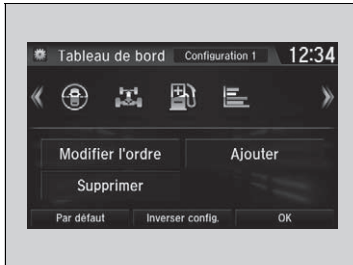 Tableau de bord Configuration 1 12:34
Modifier l'ordre Ajouter
Supprimer
Par défaut Inverser config. OK